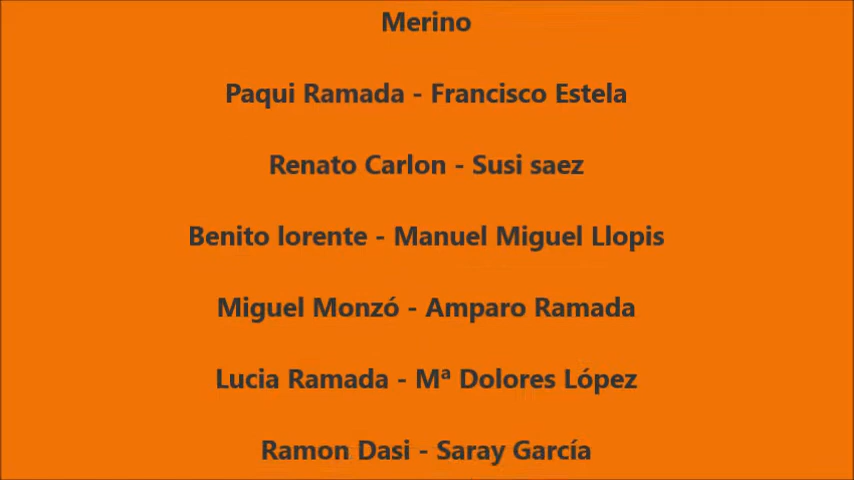 Merino
Paqui Ramada - Francisco Estela
Renato Carlon - Susi saez
Benito lorente - Manuel Miguel Llopis
Miguel Monzó - Amparo Ramada
Lucia Ramada - Mª Dolores López
Ramon Dasi - Saray García